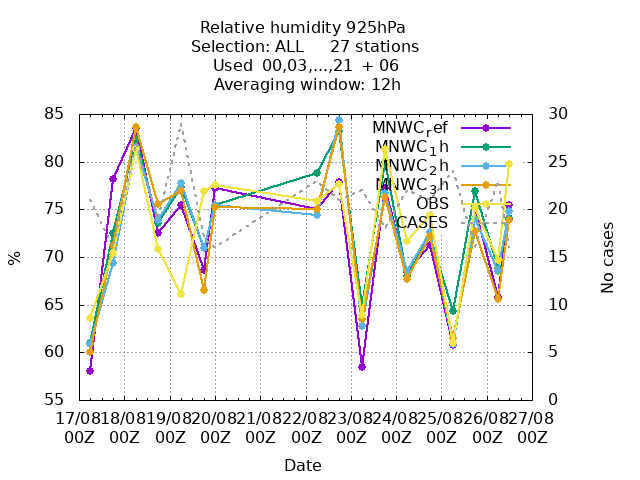 Relative humidity 925hPa
Selection: ALL 27 stations
Used 00,03,...,21 + 06
Averaging window: 12h
85 30
MNWC_ref
MNWC_1h
80 25
MNWC_2h
MNWC_3h
OBS
75 20
CASES
70 15
%
No cases
65 10
60 5
55 0
17/08 18/08 19/08 20/08 21/08 22/08 23/08 24/08 25/08 26/08 27/08
00Z 00Z 00Z 00Z 00Z 00Z 00Z 00Z 00Z 00Z 00Z
Date